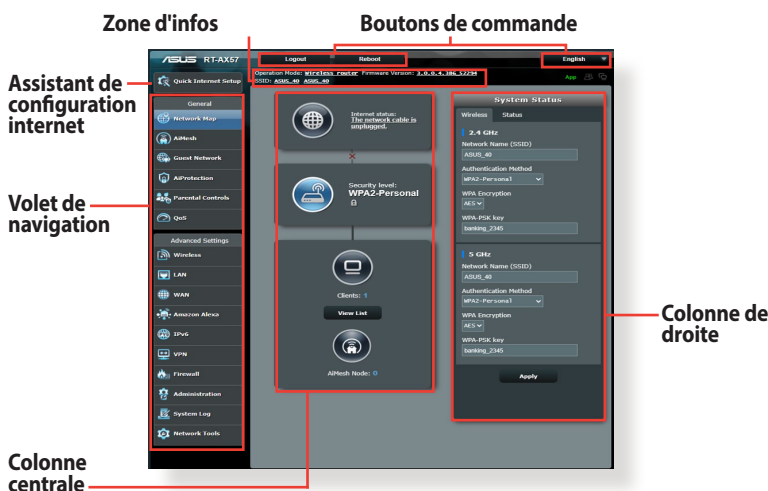 Zone d'infos
Boutons de commande
ASUS RT-AX57
Logout
Reboot
English
Assistant de configuration internet
Quick Internet Setup
Operation Mode: Wireless router Firmware Version: 3.0.0.4.386_52294
SSID: ASUS_40 ASUS_40
App
Volet de navigation
General
Network Map
AiMesh
Guest Network
AiProtection
Parental Controls
QoS
Advanced Settings
Wireless
LAN
WAN
Amazon Alexa
IPv6
VPN
Firewall
Administration
System Log
Network Tools
Internet status:
The network cable is
unplugged.
Security level:
WPA2-Personal
Clients: 1
View List
AiMesh Node: 0
Colonne centrale
System Status
Wireless
Status
2.4 GHz
Network Name (SSID)
ASUS_40
Authentication Method
WPA2-Personal
WPA Encryption
AES
WPA-PSK key
banking_2345
5 GHz
Network Name (SSID)
ASUS_40
Authentication Method
WPA2-Personal
WPA Encryption
AES
WPA-PSK key
banking_2345
Apply
Colonne de droite